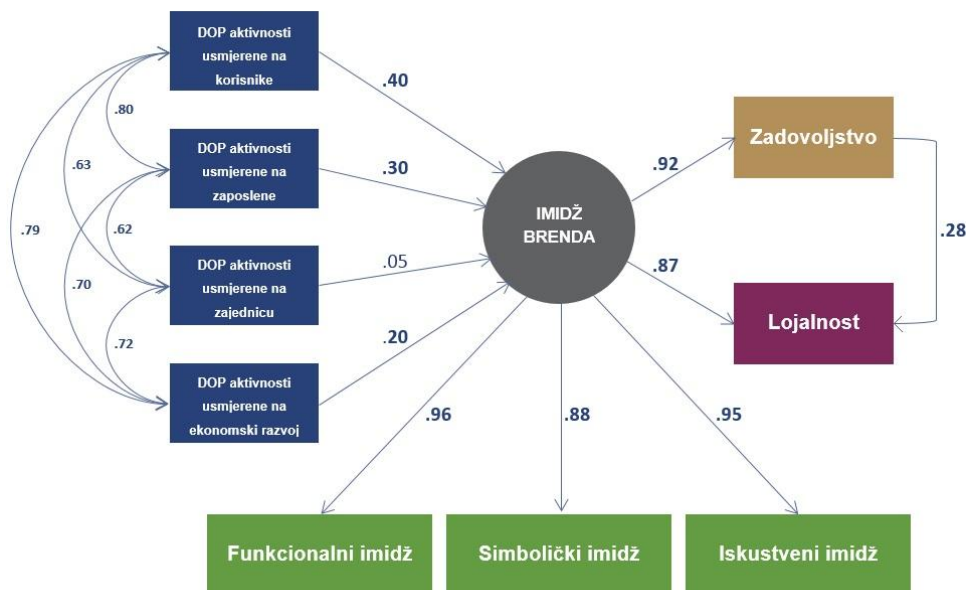 DOP aktivnosti
usmjerene na
korisnike
DOP aktivnosti
usmjerene na
zaposlene
DOP aktivnosti
usmjerene na
zajednicu
DOP aktivnosti
usmjerene na
ekonomski razvoj
.80
.63
.79
.62
.70
.72
.40
.30
.05
.20
IMIDŽ
BRENDA
.92
.87
Zadovoljstvo
.28
Lojalnost
.96
.88
.95
Funkcionalni imidž
Simbolički imidž
Iskustveni imidž